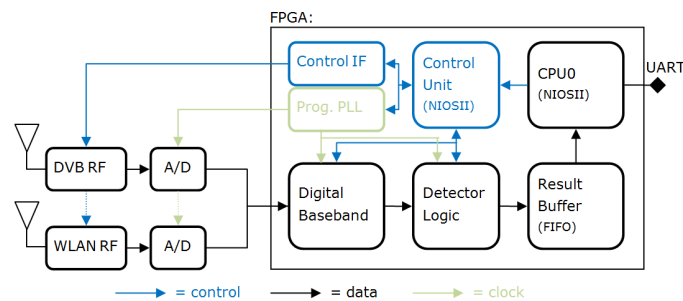 FPGA:
Control IF
Control
Unit
(NIOSII)
CPU0
(NIOSII)
UART
Prog. PLL
DVB RF
A/D
Digital
Baseband
Detector
Logic
Result
Buffer
(FIFO)
WLAN RF
A/D
= control
= data
= clock